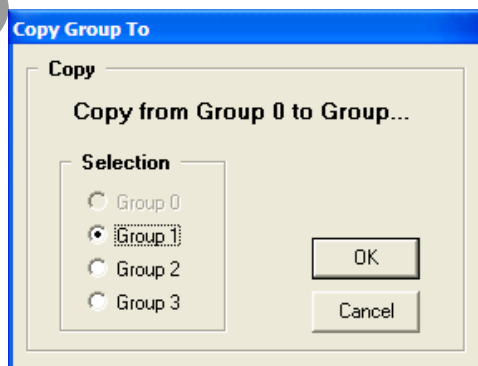 Copy Group To
Copy
Copy from Group 0 to Group...
Selection
Group 0
Group 1
Group 2
Group 3
OK
Cancel